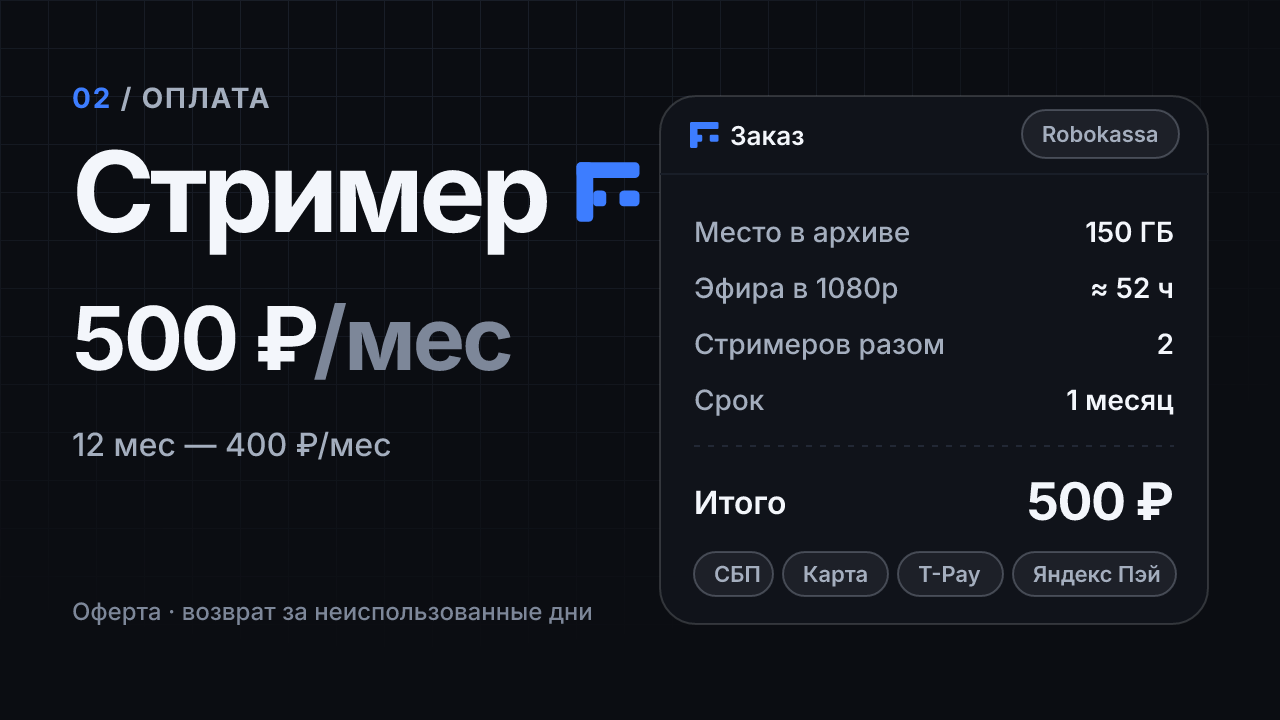 02 / ОПЛАТА
Стример
500 ₽/мес
12 мес — 400 ₽/мес
Оферта · возврат за неиспользованные дни
Заказ
Robokassa
Место в архиве 150 ГБ
Эфира в 1080p ≈ 52 ч
Стримеров разом 2
Срок 1 месяц
Итого 500 ₽
СБП Карта T-Pay Яндекс Пэй